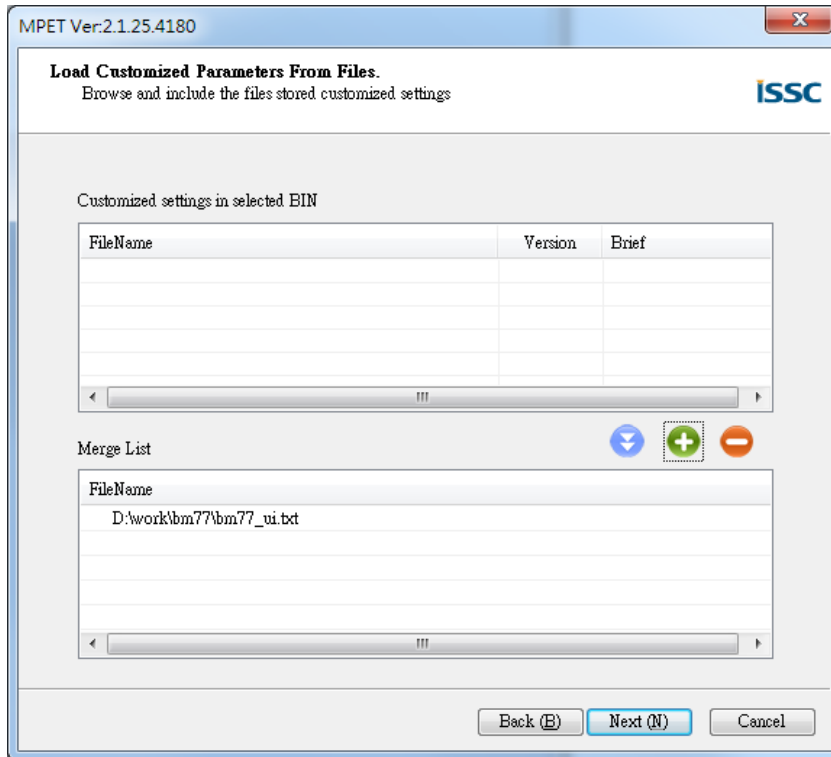 MPET Ver:2.1.25.4180
Load Customized Parameters From Files.
Browse and include the files stored customized settings
ISSC
Customized settings in selected BIN
FileName Version Brief
Merge List
FileName
D:\work\bm77\bm77_ui.txt
Back (B) Next (N) Cancel